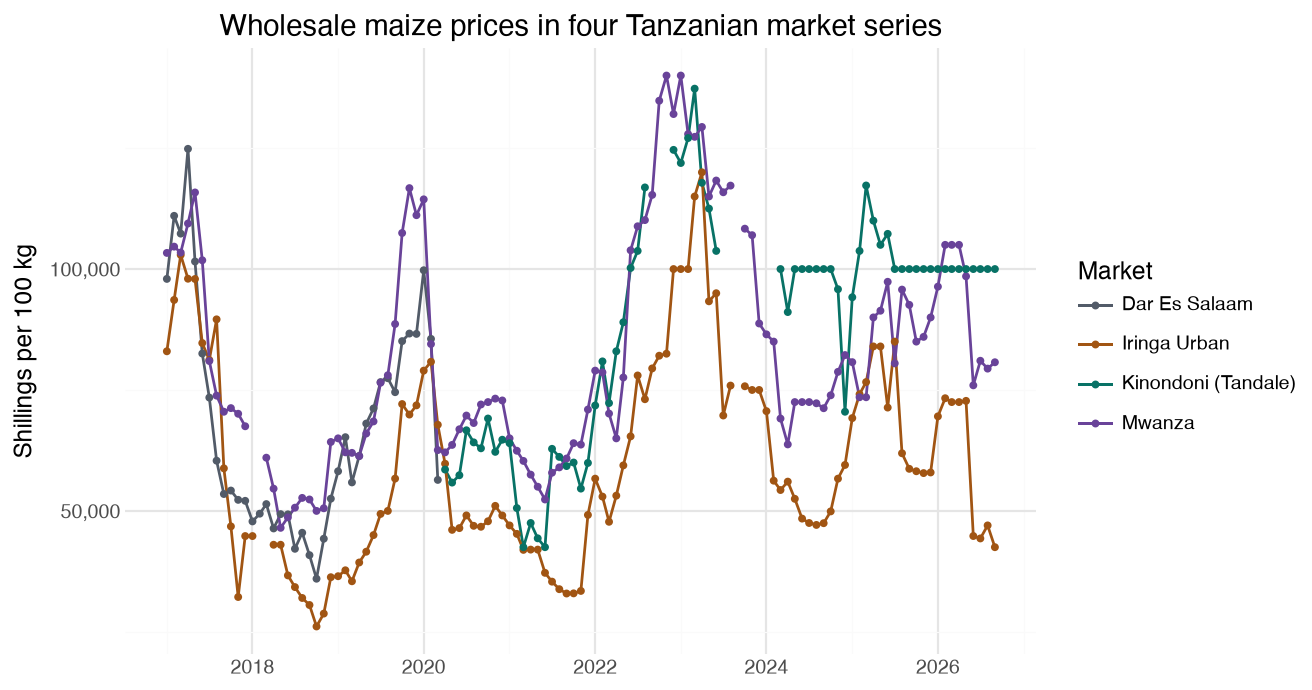 Wholesale maize prices in four Tanzanian market series
Shillings per 100 kg
100,000
50,000
2018
2020
2022
2024
2026
Market
Dar Es Salaam
Iringa Urban
Kinondoni (Tandale)
Mwanza